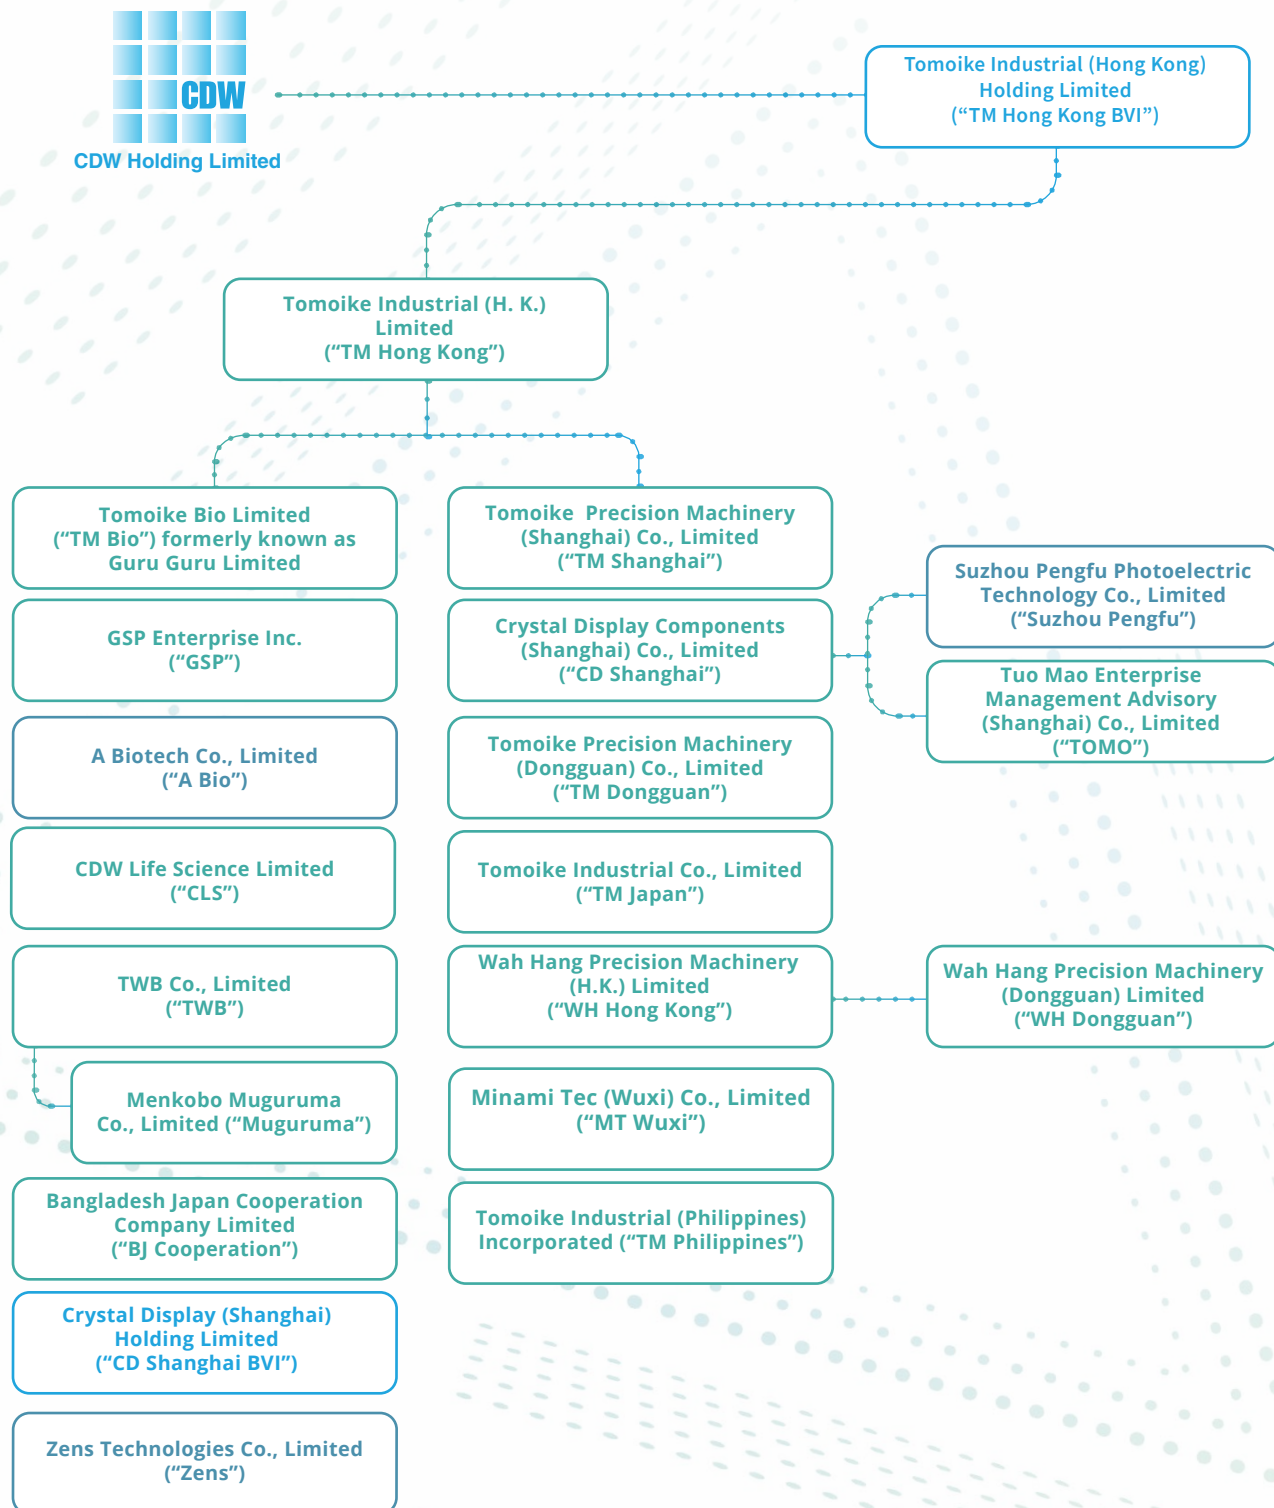 CDW
CDW Holding Limited
Tomoike Industrial (Hong Kong)
Holding Limited
(“TM Hong Kong BVI”)
Tomoike Industrial (H. K.)
Limited
(“TM Hong Kong”)
Tomoike Bio Limited
(“TM Bio”) formerly known as
Guru Guru Limited
GSP Enterprise Inc.
(“GSP”)
A Biotech Co., Limited
(“A Bio”)
CDW Life Science Limited
(“CLS”)
TWB Co., Limited
(“TWB”)
Menkobo Muguruma
Co., Limited (“Muguruma”)
Bangladesh Japan Cooperation
Company Limited
(“BJ Cooperation”)
Crystal Display (Shanghai)
Holding Limited
(“CD Shanghai BVI”)
Zens Technologies Co., Limited
(“Zens”)
Tomoike Precision Machinery
(Shanghai) Co., Limited
(“TM Shanghai”)
Crystal Display Components
(Shanghai) Co., Limited
(“CD Shanghai”)
Tomoike Precision Machinery
(Dongguan) Co., Limited
(“TM Dongguan”)
Tomoike Industrial Co., Limited
(“TM Japan”)
Wah Hang Precision Machinery
(H.K.) Limited
(“WH Hong Kong”)
Minami Tec (Wuxi) Co., Limited
(“MT Wuxi”)
Tomoike Industrial (Philippines)
Incorporated (“TM Philippines”)
Suzhou Pengfu Photoelectric
Technology Co., Limited
(“Suzhou Pengfu”)
Tuo Mao Enterprise
Management Advisory
(Shanghai) Co., Limited
(“TOMO”)
Wah Hang Precision Machinery
(Dongguan) Limited
(“WH Dongguan”)